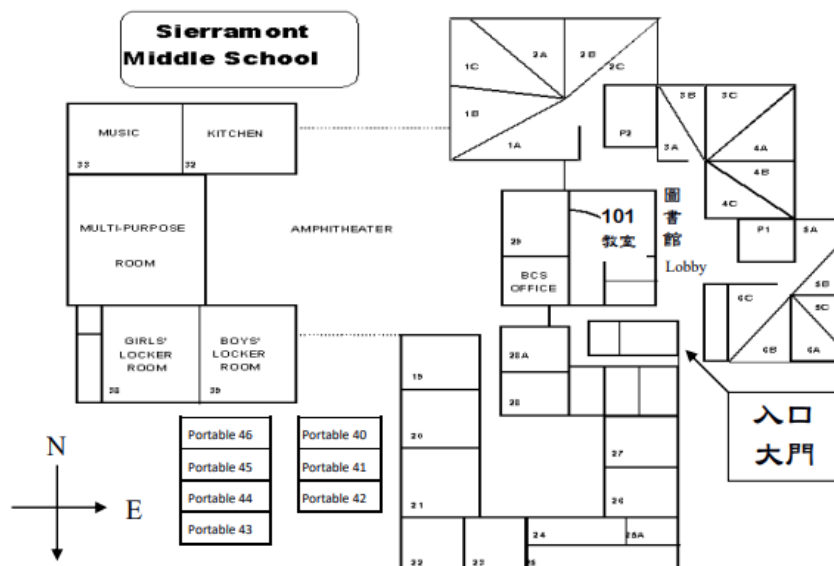 Sierramont
Middle School
1C
2A
2B
2C
1B
1A
MUSIC
33
KITCHEN
32
MULTI-PURPOSE
ROOM
AMPHITHEATER
GIRLS'
LOCKER
ROOM
38
BOYS'
LOCKER
ROOM
39
P2
3B
3C
3A
4A
4B
4C
P1
5A
5B
5C
6C
6B
6A
29
BCS
OFFICE
101
教室
圖書館
Lobby
28A
28
入口
大門
19
20
21
22
23
24
25A
25
26
27
Portable 46
Portable 45
Portable 44
Portable 43
Portable 40
Portable 41
Portable 42
N
E